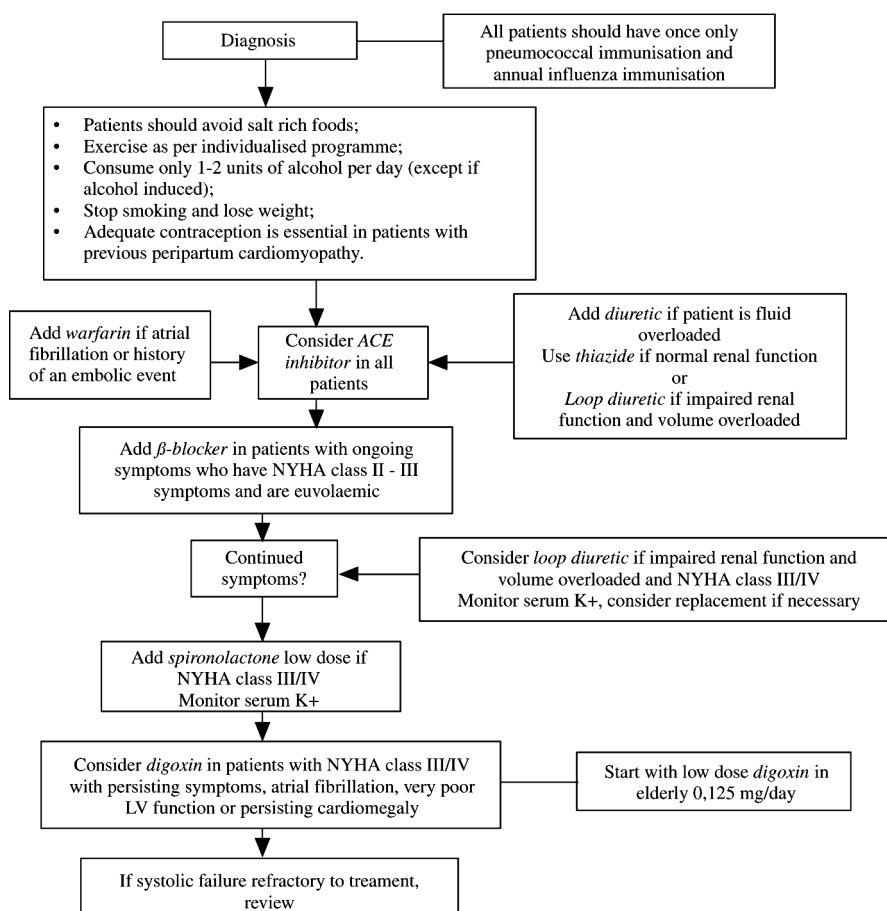 Diagnosis
All patients should have once only
pneumococcal immunisation and
annual influenza immunisation
• Patients should avoid salt rich foods;
• Exercise as per individualised programme;
• Consume only 1-2 units of alcohol per day (except if
alcohol induced);
• Stop smoking and lose weight;
• Adequate contraception is essential in patients with
previous peripartum cardiomyopathy.
Add warfarin if atrial
fibrillation or history
of an embolic event
Consider ACE
inhibitor in all
patients
Add diuretic if patient is fluid
overloaded
Use thiazide if normal renal function
or
Loop diuretic if impaired renal
function and volume overloaded
Add ß-blocker in patients with ongoing
symptoms who have NYHA class II - III
symptoms and are euvolaemic
Continued
symptoms?
Consider loop diuretic if impaired renal function and
volume overloaded and NYHA class III/IV
Monitor serum K+, consider replacement if necessary
Add spironolactone low dose if
NYHA class III/IV
Monitor serum K+
Consider digoxin in patients with NYHA class III/IV
with persisting symptoms, atrial fibrillation, very poor
LV function or persisting cardiomegaly
Start with low dose digoxin in
elderly 0,125 mg/day
If systolic failure refractory to treament,
review